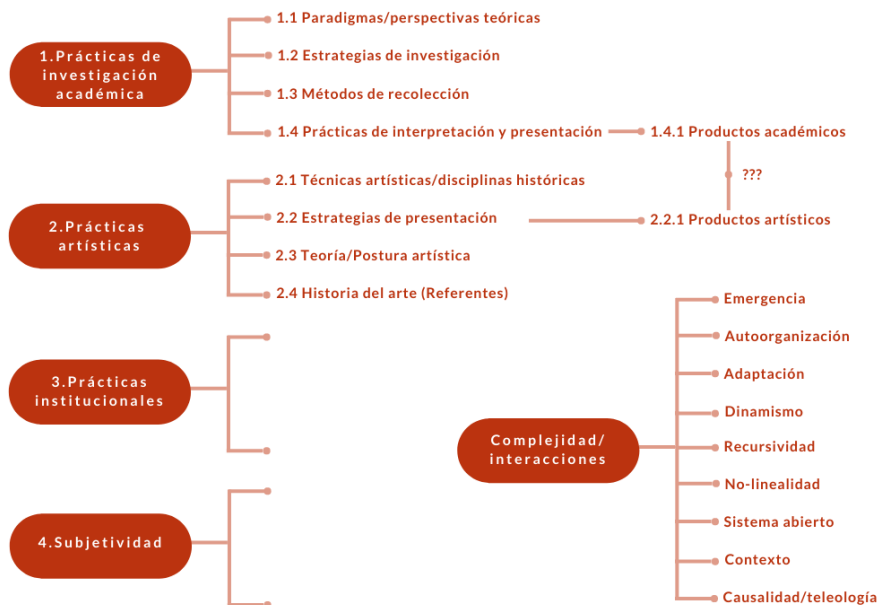 1.Prácticas de
investigación
académica
1.1 Paradigmas/perspectivas teóricas
1.2 Estrategias de investigación
1.3 Métodos de recolección
1.4 Prácticas de interpretación y presentación
1.4.1 Productos académicos
???
2.Prácticas
artísticas
2.1 Técnicas artísticas/disciplinas históricas
2.2 Estrategias de presentación
2.2.1 Productos artísticos
2.3 Teoría/Postura artística
2.4 Historia del arte (Referentes)
3.Prácticas
institucionales
4.Subjetividad
Complejidad/
interacciones
Emergencia
Autoorganización
Adaptación
Dinamismo
Recursividad
No-linealidad
Sistema abierto
Contexto
Causalidad/teleología